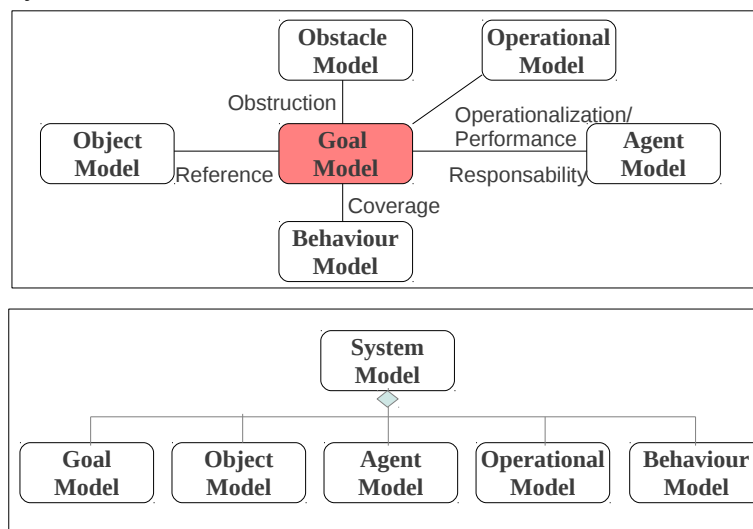 Obstacle
Model
Operational
Model
Obstruction
Operationalization/
Performance
Object
Model
Goal
Model
Agent
Model
Reference
Responsability
Coverage
Behaviour
Model
System
Model
Goal
Model
Object
Model
Agent
Model
Operational
Model
Behaviour
Model